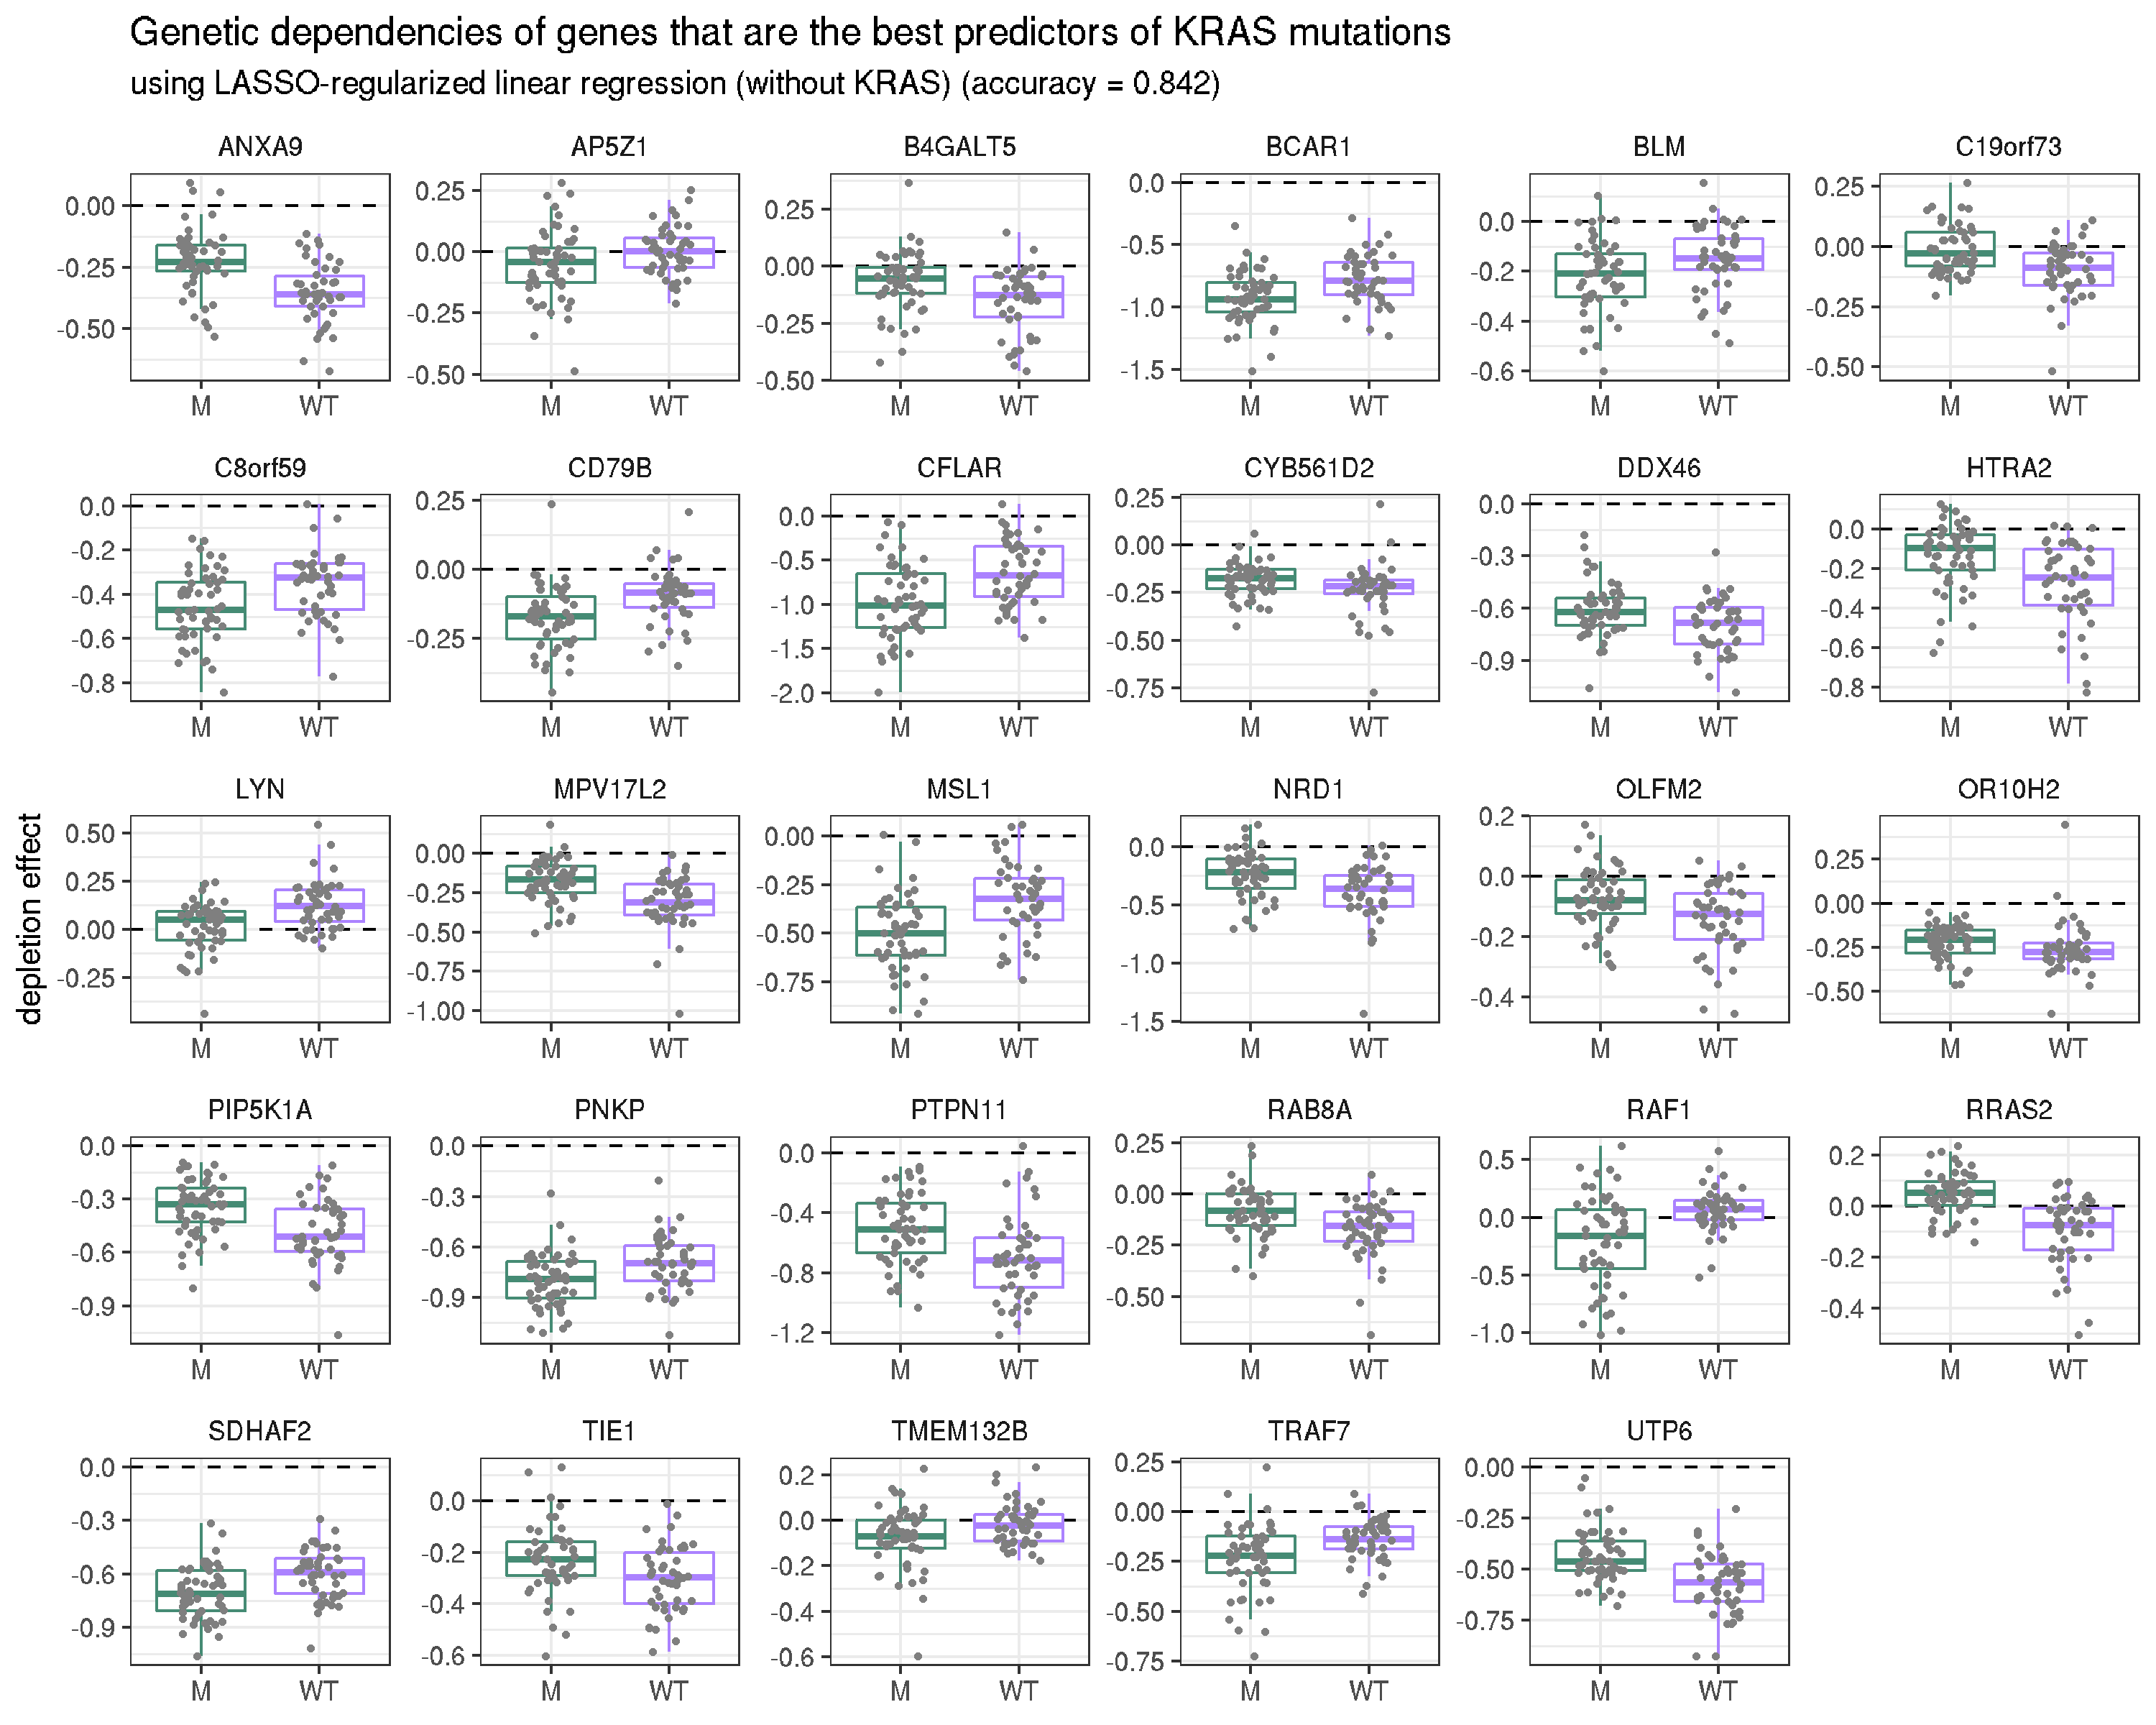 Genetic dependencies of genes that are the best predictors of KRAS mutations
using LASSO-regularized linear regression (without KRAS) (accuracy = 0.842)
depletion effect
ANXA9
0.00
-0.25
-0.50
M WT
AP5Z1
0.25
0.00
-0.25
-0.50
M WT
B4GALT5
0.25
0.00
-0.25
-0.50
M WT
BCAR1
0.0
-0.5
-1.0
-1.5
M WT
BLM
0.0
-0.2
-0.4
-0.6
M WT
C19orf73
0.25
0.00
-0.25
-0.50
M WT
C8orf59
0.0
-0.2
-0.4
-0.6
-0.8
M WT
CD79B
0.25
0.00
-0.25
M WT
CFLAR
0.0
-0.5
-1.0
-1.5
-2.0
M WT
CYB561D2
0.25
0.00
-0.25
-0.50
-0.75
M WT
DDX46
0.0
-0.3
-0.6
-0.9
M WT
HTRA2
0.0
-0.2
-0.4
-0.6
-0.8
M WT
LYN
0.50
0.25
0.00
-0.25
M WT
MPV17L2
0.00
-0.25
-0.50
-0.75
-1.00
M WT
MSL1
0.00
-0.25
-0.50
-0.75
M WT
NRD1
0.0
-0.5
-1.0
-1.5
M WT
OLFM2
0.2
0.0
-0.2
-0.4
M WT
OR10H2
0.25
0.00
-0.25
-0.50
M WT
PIP5K1A
0.0
-0.3
-0.6
-0.9
M WT
PNKP
0.0
-0.3
-0.6
-0.9
M WT
PTPN11
0.0
-0.4
-0.8
-1.2
M WT
RAB8A
0.25
0.00
-0.25
-0.50
M WT
RAF1
0.5
0.0
-0.5
-1.0
M WT
RRAS2
0.2
0.0
-0.2
-0.4
M WT
SDHAF2
0.0
-0.3
-0.6
-0.9
M WT
TIE1
0.0
-0.2
-0.4
-0.6
M WT
TMEM132B
0.2
0.0
-0.2
-0.4
-0.6
M WT
TRAF7
0.25
0.00
-0.25
-0.50
-0.75
M WT
UTP6
0.00
-0.25
-0.50
-0.75
M WT